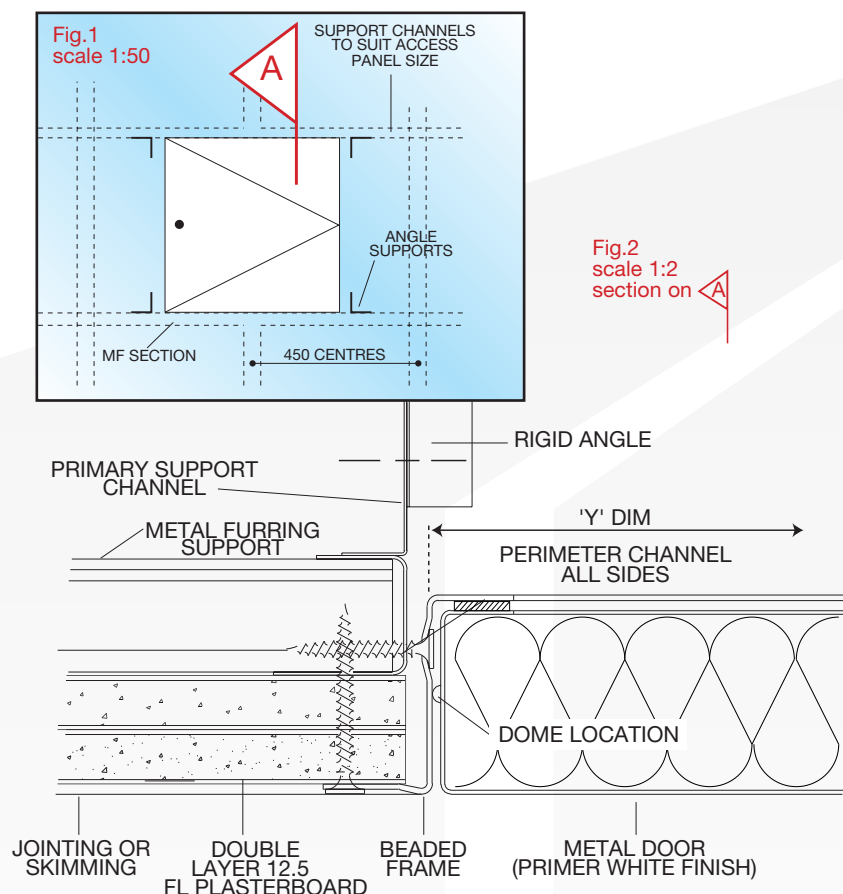 Fig.1
scale 1:50
A
SUPPORT CHANNELS
TO SUIT ACCESS
PANEL SIZE
ANGLE
SUPPORTS
MF SECTION
450 CENTRES
Fig.2
scale 1:2
section on A
RIGID ANGLE
PRIMARY SUPPORT
CHANNEL
'Y' DIM
METAL FURRING
SUPPORT
PERIMETER CHANNEL
ALL SIDES
DOME LOCATION
JOINTING OR
SKIMMING
DOUBLE
LAYER 12.5
FL PLASTERBOARD
BEADED
FRAME
METAL DOOR
(PRIMER WHITE FINISH)